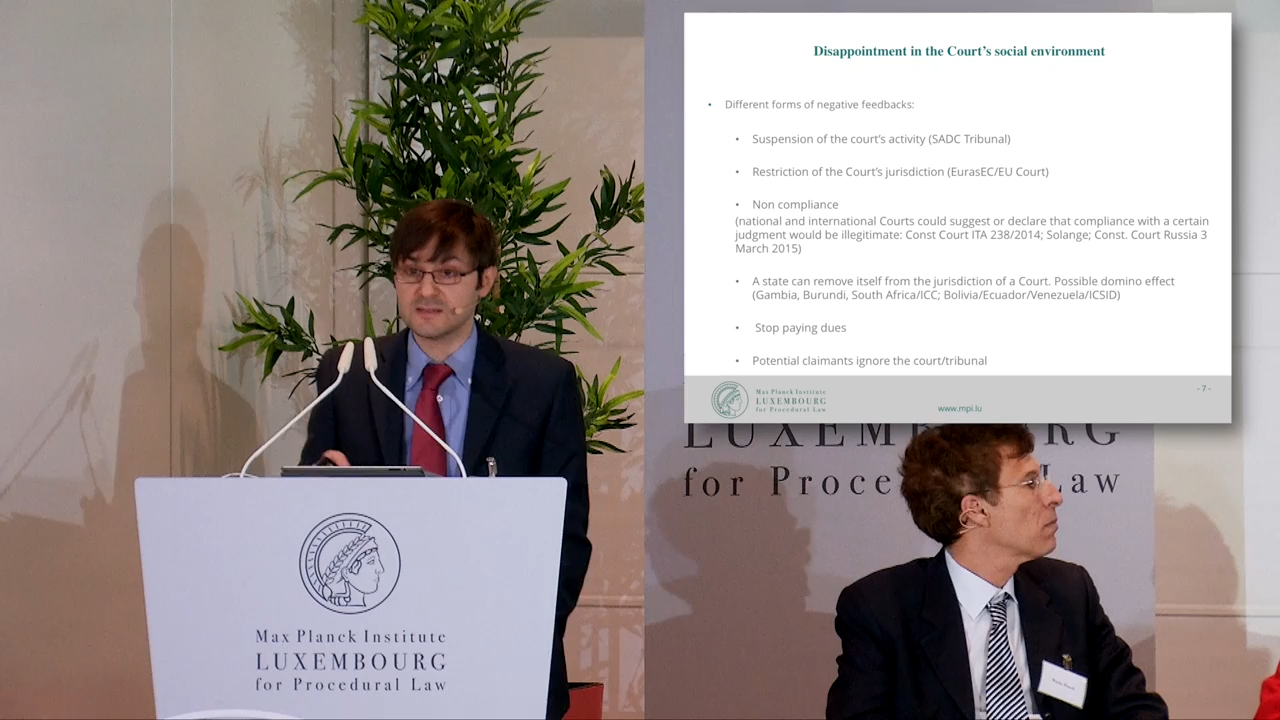 Disappointment in the Court's social environment
• Different forms of negative feedbacks:
• Suspension of the court's activity (SADC Tribunal)
• Restriction of the Court's jurisdiction (EurasEC/EU Court)
• Non compliance
(national and international Courts could suggest or declare that compliance with a certain
judgment would be illegitimate: Const Court ITA 238/2014; Solange; Const. Court Russia 3
March 2015)
• A state can remove itself from the jurisdiction of a Court. Possible domino effect
(Gambia, Burundi, South Africa/ICC; Bolivia/Ecuador/Venezuela/ICSID)
• Stop paying dues
• Potential claimants ignore the court/tribunal
Max Planck Institute
LUXEMBOURG
for Procedural Law
www.mpi.lu
- 7 -
LUXEMB RG
for Proce Law
Max Planck Institute
LUXEMBOURG
for Procedural Law